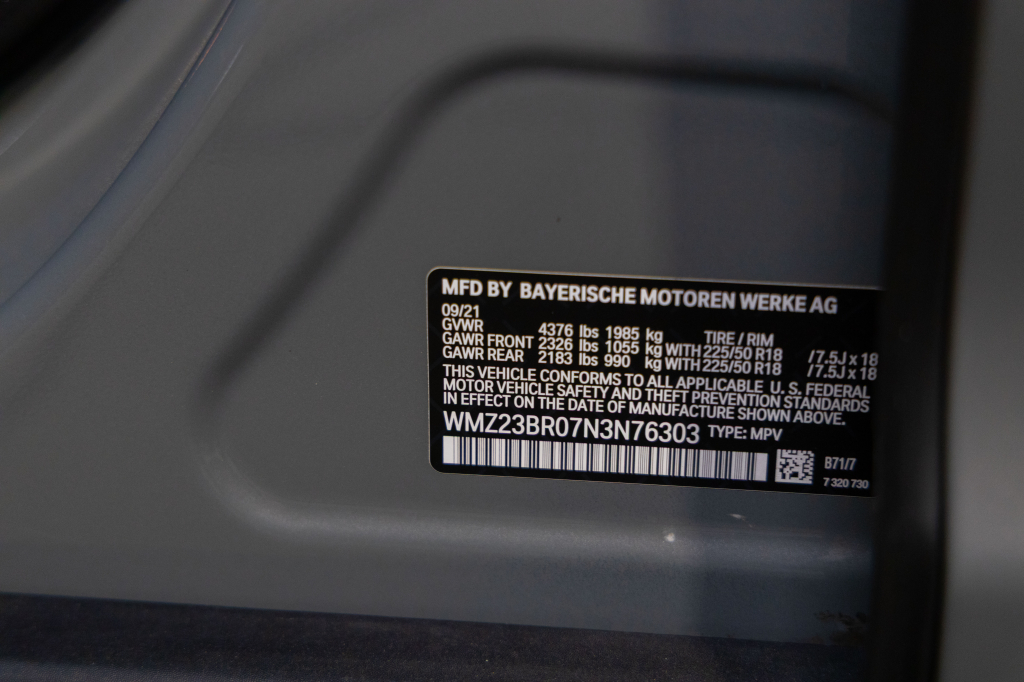 MFD BY BAYERISCHE MOTOREN WERKE AG
09/21
GVWR 4376 lbs 1985 kg TIRE / RIM
GAWR FRONT 2326 lbs 1055 kg WITH 225/50 R18 /7.5J x 18
GAWR REAR 2183 lbs 990 kg WITH 225/50 R18 /7.5J x 18
THIS VEHICLE CONFORMS TO ALL APPLICABLE U. S. FEDERAL
MOTOR VEHICLE SAFETY AND THEFT PREVENTION STANDARDS
IN EFFECT ON THE DATE OF MANUFACTURE SHOWN ABOVE.
WMZ23BR07N3N76303 TYPE: MPV
B71/7
7 320 730